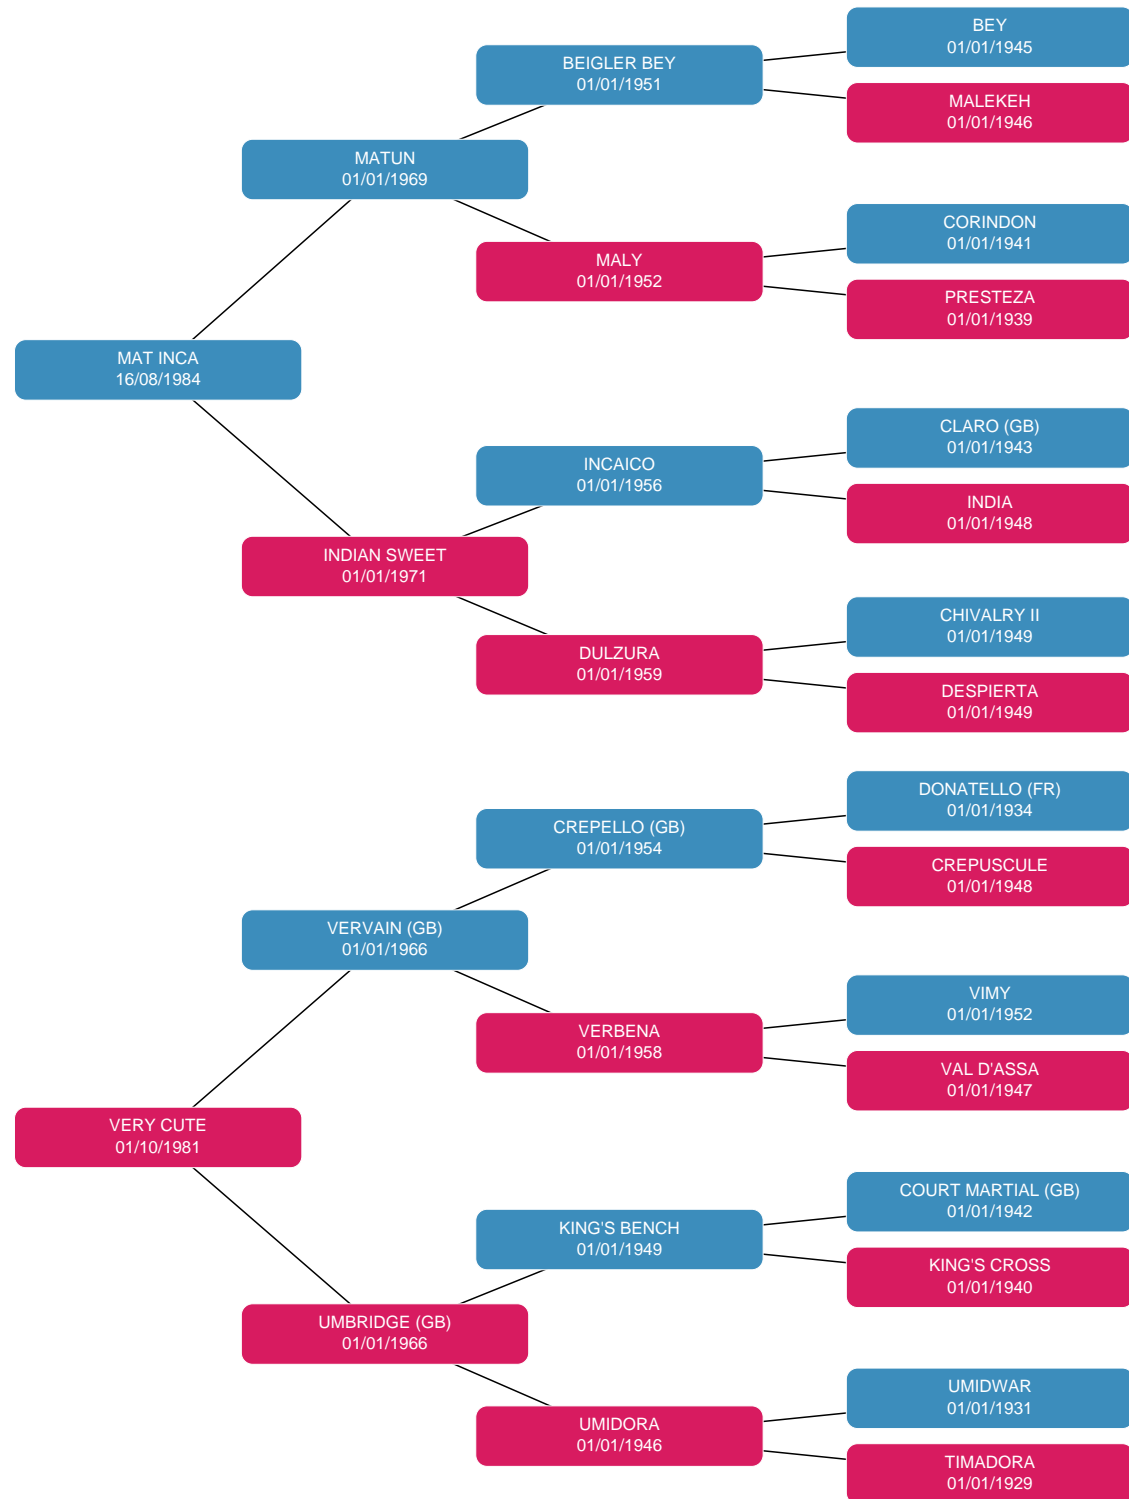 BEY
01/01/1945
BEIGLER BEY
01/01/1951
MALEKEH
01/01/1946
MATUN
01/01/1969
CORINDON
01/01/1941
MALY
01/01/1952
PRESTEZA
01/01/1939
MAT INCA
16/08/1984
CLARO (GB)
01/01/1943
INCAICO
01/01/1956
INDIA
01/01/1948
INDIAN SWEET
01/01/1971
CHIVALRY II
01/01/1949
DULZURA
01/01/1959
DESPIERTA
01/01/1949
DONATELLO (FR)
01/01/1934
CREPELLO (GB)
01/01/1954
CREPUSCULE
01/01/1948
VERVAIN (GB)
01/01/1966
VIMY
01/01/1952
VERBENA
01/01/1958
VAL D'ASSA
01/01/1947
VERY CUTE
01/10/1981
COURT MARTIAL (GB)
01/01/1942
KING'S BENCH
01/01/1949
KING'S CROSS
01/01/1940
UMBRIDGE (GB)
01/01/1966
UMIDWAR
01/01/1931
UMIDORA
01/01/1946
TIMADORA
01/01/1929